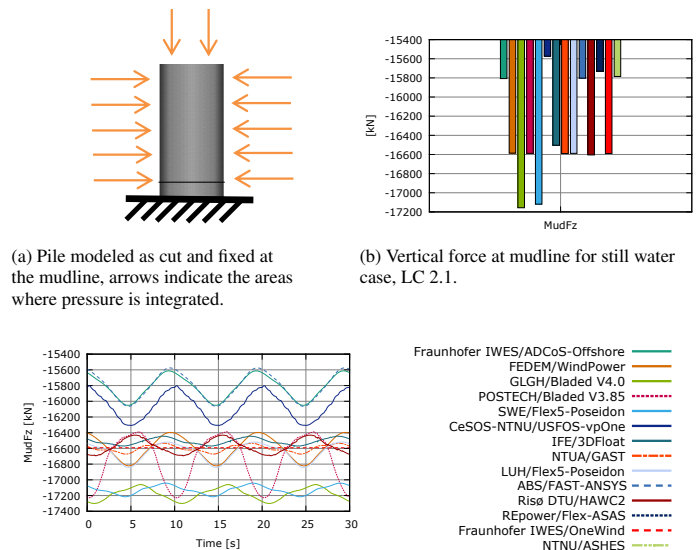 -15400
-15600
-15800
-16000
-16200
-16400
-16600
-16800
-17000
-17200
[kN]
MudFz
(a) Pile modeled as cut and fixed at
the mudline, arrows indicate the areas
where pressure is integrated.
(b) Vertical force at mudline for still water
case, LC 2.1.
-15400
-15600
-15800
-16000
-16200
-16400
-16600
-16800
-17000
-17200
-17400
MudFz [kN]
0 5 10 15 20 25 30
Time [s]
Fraunhofer IWES/ADCoS-Offshore
FEDEM/WindPower
GLGH/Bladed V4.0
POSTECH/Bladed V3.85
SWE/Flex5-Poseidon
CeSOS-NTNU/USFOS-vpOne
IFE/3DFloat
NTUA/GAST
LUH/Flex5-Poseidon
ABS/FAST-ANSYS
Risø DTU/HAWC2
REpower/Flex-ASAS
Fraunhofer IWES/OneWind
NTNU/ASHES